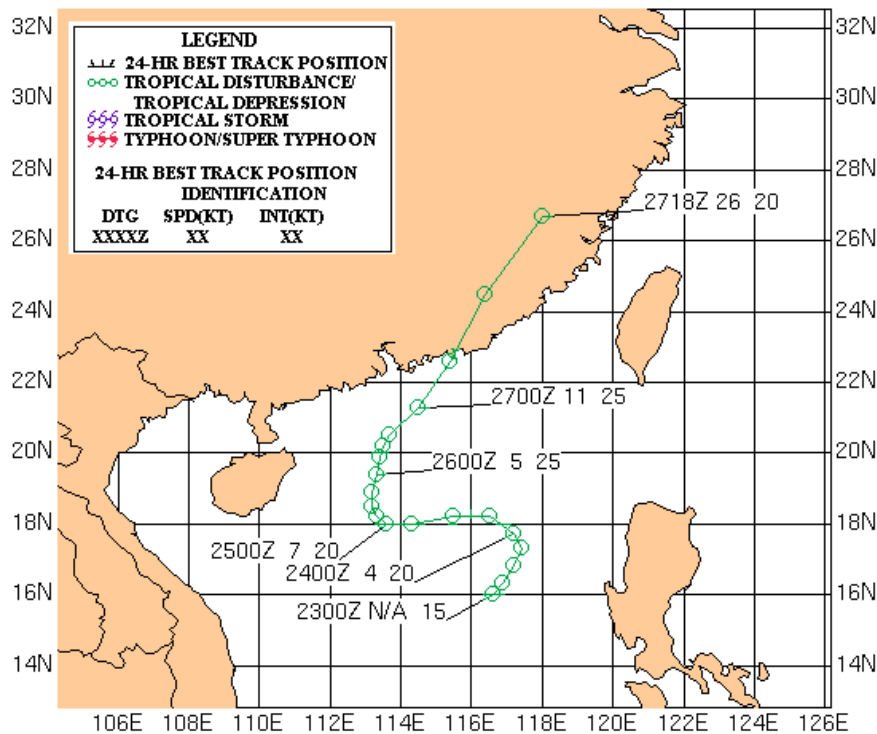 32N
30N
28N
26N
24N
22N
20N
18N
16N
14N
LEGEND
24-HR BEST TRACK POSITION
TROPICAL DISTURBANCE/
TROPICAL DEPRESSION
TROPICAL STORM
TYPHOON/SUPER TYPHOON
24-HR BEST TRACK POSITION
IDENTIFICATION
DTG SPD(KT) INT(KT)
XXXXZ XX XX
2718Z 26 20
2700Z 11 25
2600Z 5 25
2500Z 7 20
2400Z 4 20
2300Z N/A 15
32N
30N
28N
26N
24N
22N
20N
18N
16N
14N
106E 108E 110E 112E 114E 116E 118E 120E 122E 124E 126E